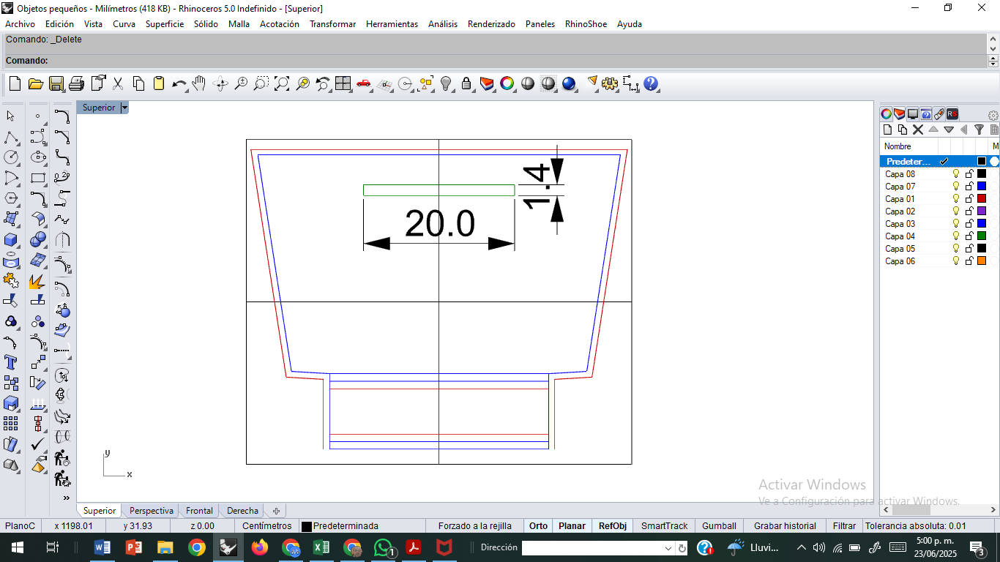 Objetos pequeños - Milímetros (418 KB) - Rhinoceros 5.0 Indefinido - [Superior]
Archivo Edición Vista Curva Superficie Sólido Malla Acotación Transformar Herramientas Análisis Renderizado Paneles RhinoShoe Ayuda
Comando: _Delete
Comando:
Superior
Nombre M
Predeter...
Capa 08
Capa 07
Capa 01
Capa 02
Capa 03
Capa 04
Capa 05
Capa 06
1.4
20.0
y
x
Activar Windows
Ve a Configuración para activar Windows.
Superior Perspectiva Frontal Derecha
PlanoC x 1198.01 y 31.93 z 0.00 Centímetros Predeterminada Forzado a la rejilla Orto Planar RefObj SmartTrack Gumball Grabar historial Filtrar Tolerancia absoluta: 0.01
Dirección Lluvi... 5:00 p. m.
23/06/2025
1
3